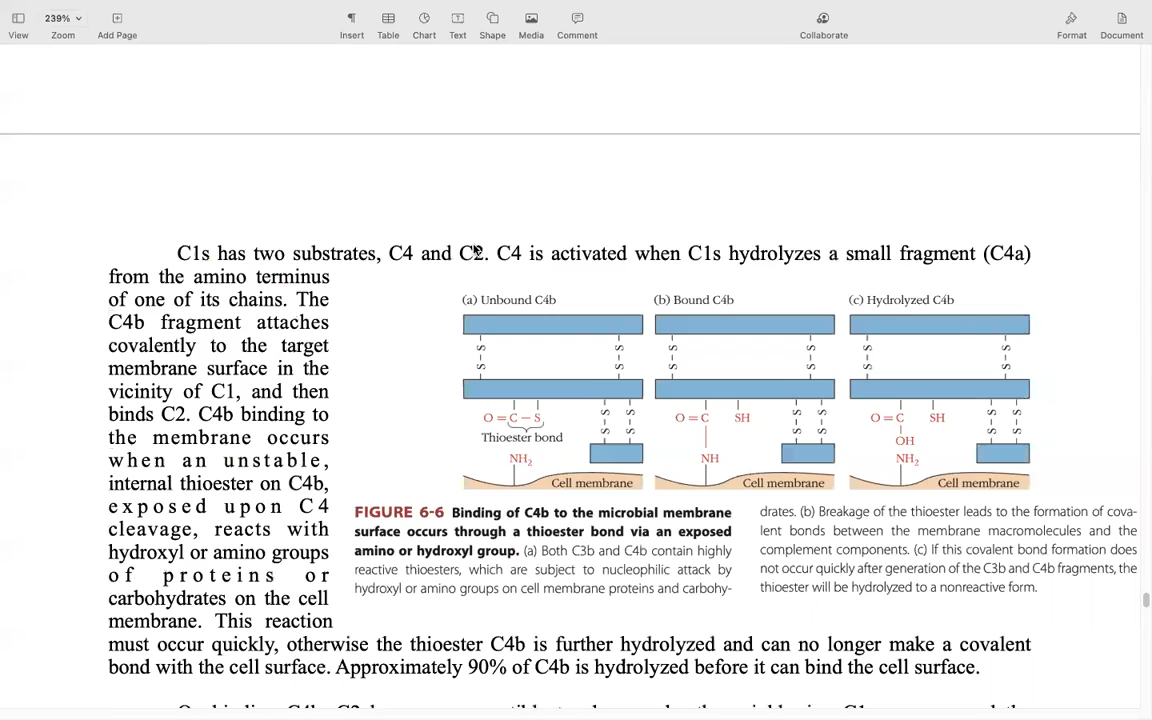 239%
View
Zoom
Add Page
Insert
Table
Chart
Text
Shape
Media
Comment
Collaborate
Format
Document
C1s has two substrates, C4 and C2. C4 is activated when C1s hydrolyzes a small fragment (C4a)
from the amino terminus
of one of its chains. The
C4b fragment attaches
covalently to the target
membrane surface in the
vicinity of C1, and then
binds C2. C4b binding to
the membrane occurs
when an unstable,
internal thioester on C4b,
exposed upon C4
cleavage, reacts with
hydroxyl or amino groups
of proteins or
carbohydrates on the cell
membrane. This reaction
must occur quickly, otherwise the thioester C4b is further hydrolyzed and can no longer make a covalent
bond with the cell surface. Approximately 90% of C4b is hydrolyzed before it can bind the cell surface.
(a) Unbound C4b
S-S
S-S
O=C-S
S-S
S-S
Thioester bond
NH₂
Cell membrane
(b) Bound C4b
S-S
S-S
O=C
SH
S-S
S-S
NH
Cell membrane
(c) Hydrolyzed C4b
S-S
S-S
O=C
SH
S-S
S-S
OH
NH₂
Cell membrane
FIGURE 6-6 Binding of C4b to the microbial membrane
surface occurs through a thioester bond via an exposed
amino or hydroxyl group. (a) Both C3b and C4b contain highly
reactive thioesters, which are subject to nucleophilic attack by
hydroxyl or amino groups on cell membrane proteins and carbohy-
drates. (b) Breakage of the thioester leads to the formation of cova-
lent bonds between the membrane macromolecules and the
complement components. (c) If this covalent bond formation does
not occur quickly after generation of the C3b and C4b fragments, the
thioester will be hydrolyzed to a nonreactive form.